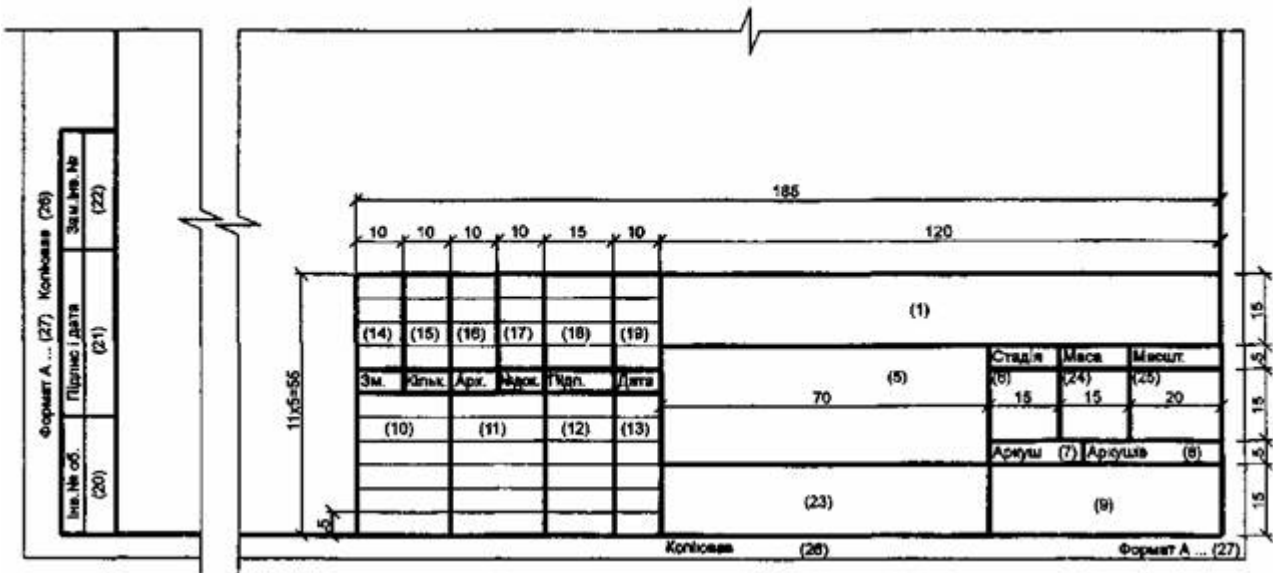 185
10 10 10 10 15 10 120
(1)
15
(14) (15) (16) (17) (18) (19)
Стадія Маса Масшт.
5
Зм. Кільк. Арк. №док. Підп. Дата
(5)
(6) (24) (25)
70
15 15 20
15
11x5=55
(10) (11) (12) (13)
Аркуш (7) Аркушів (8)
5
(23)
(9)
15
5
Копіював (26) Формат А ... (27)
Формат А ... (27) Копіював (26)
Зам. інв. №
(22)
Підпис і дата
(21)
Інв. № об.
(20)